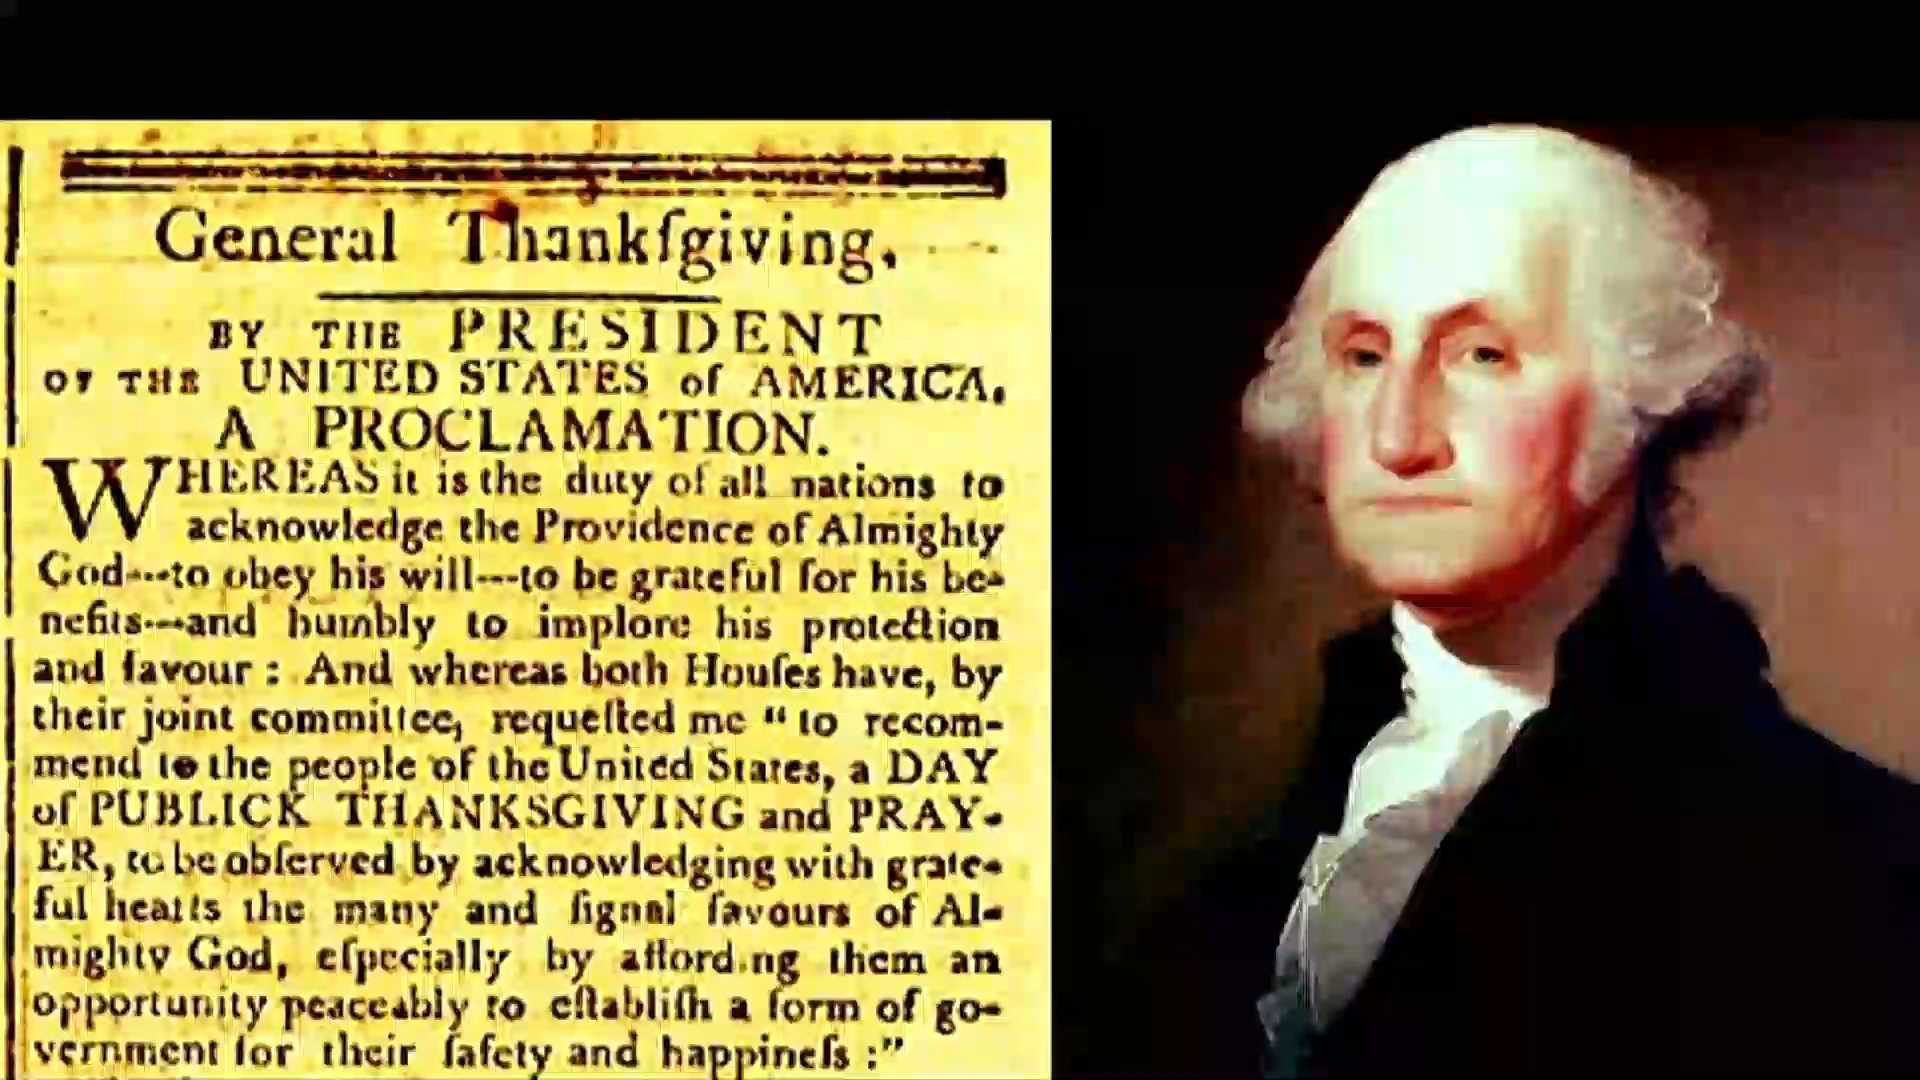 General Thankſgiving.
BY THE PRESIDENT
OF THE UNITED STATES of AMERICA,
A PROCLAMATION.
WHEREAS it is the duty of all nations to
acknowledge the Providence of Almighty
God---to obey his will---to be grateful for his be-
nefits---and humbly to implore his protection
and favour : And whereas both Houſes have, by
their joint committee, requeſted me “ to recom-
mend to the people of the United States, a DAY
of PUBLICK THANKSGIVING and PRAY-
ER, to be obſerved by acknowledging with grate-
ful hearts the many and ſignal favours of Al-
mighty God, eſpecially by affording them an
opportunity peaceably to eſtabliſh a form of go-
vernment for their ſafety and happineſs :”